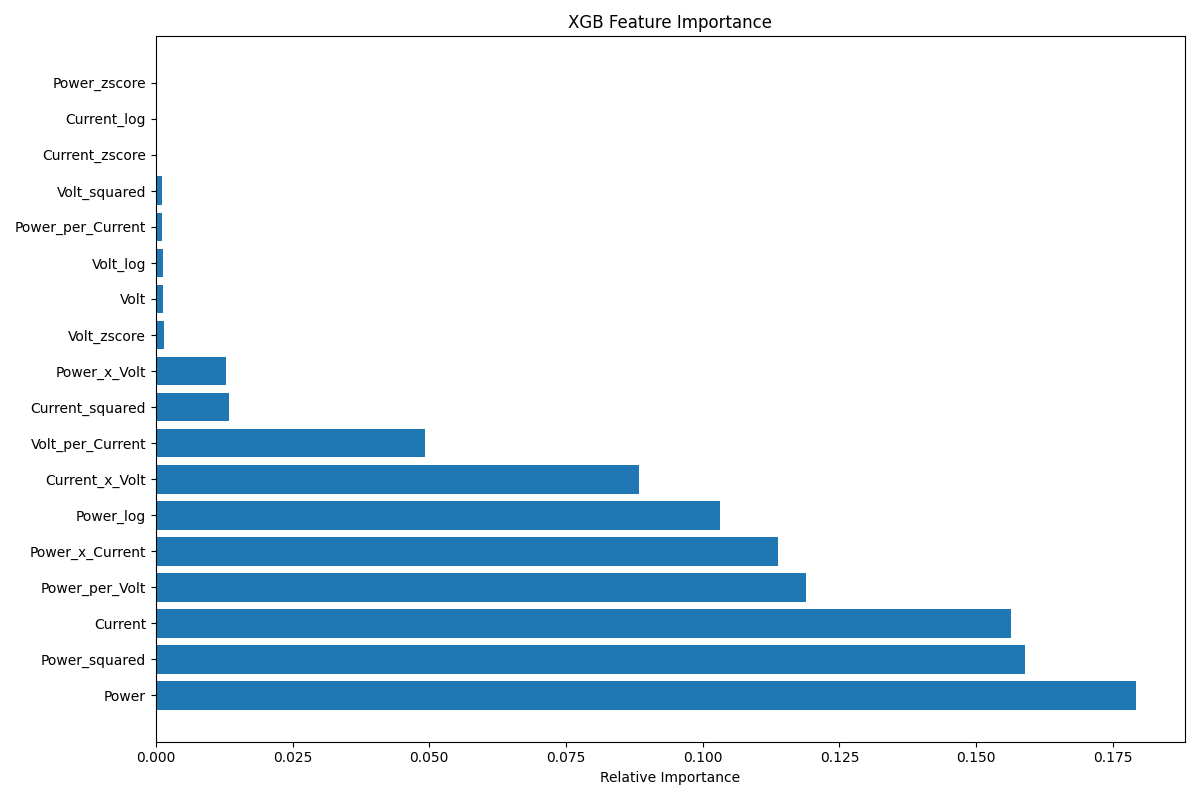 XGB Feature Importance
Power_zscore
Current_log
Current_zscore
Volt_squared
Power_per_Current
Volt_log
Volt
Volt_zscore
Power_x_Volt
Current_squared
Volt_per_Current
Current_x_Volt
Power_log
Power_x_Current
Power_per_Volt
Current
Power_squared
Power
0.000 0.025 0.050 0.075 0.100 0.125 0.150 0.175
Relative Importance